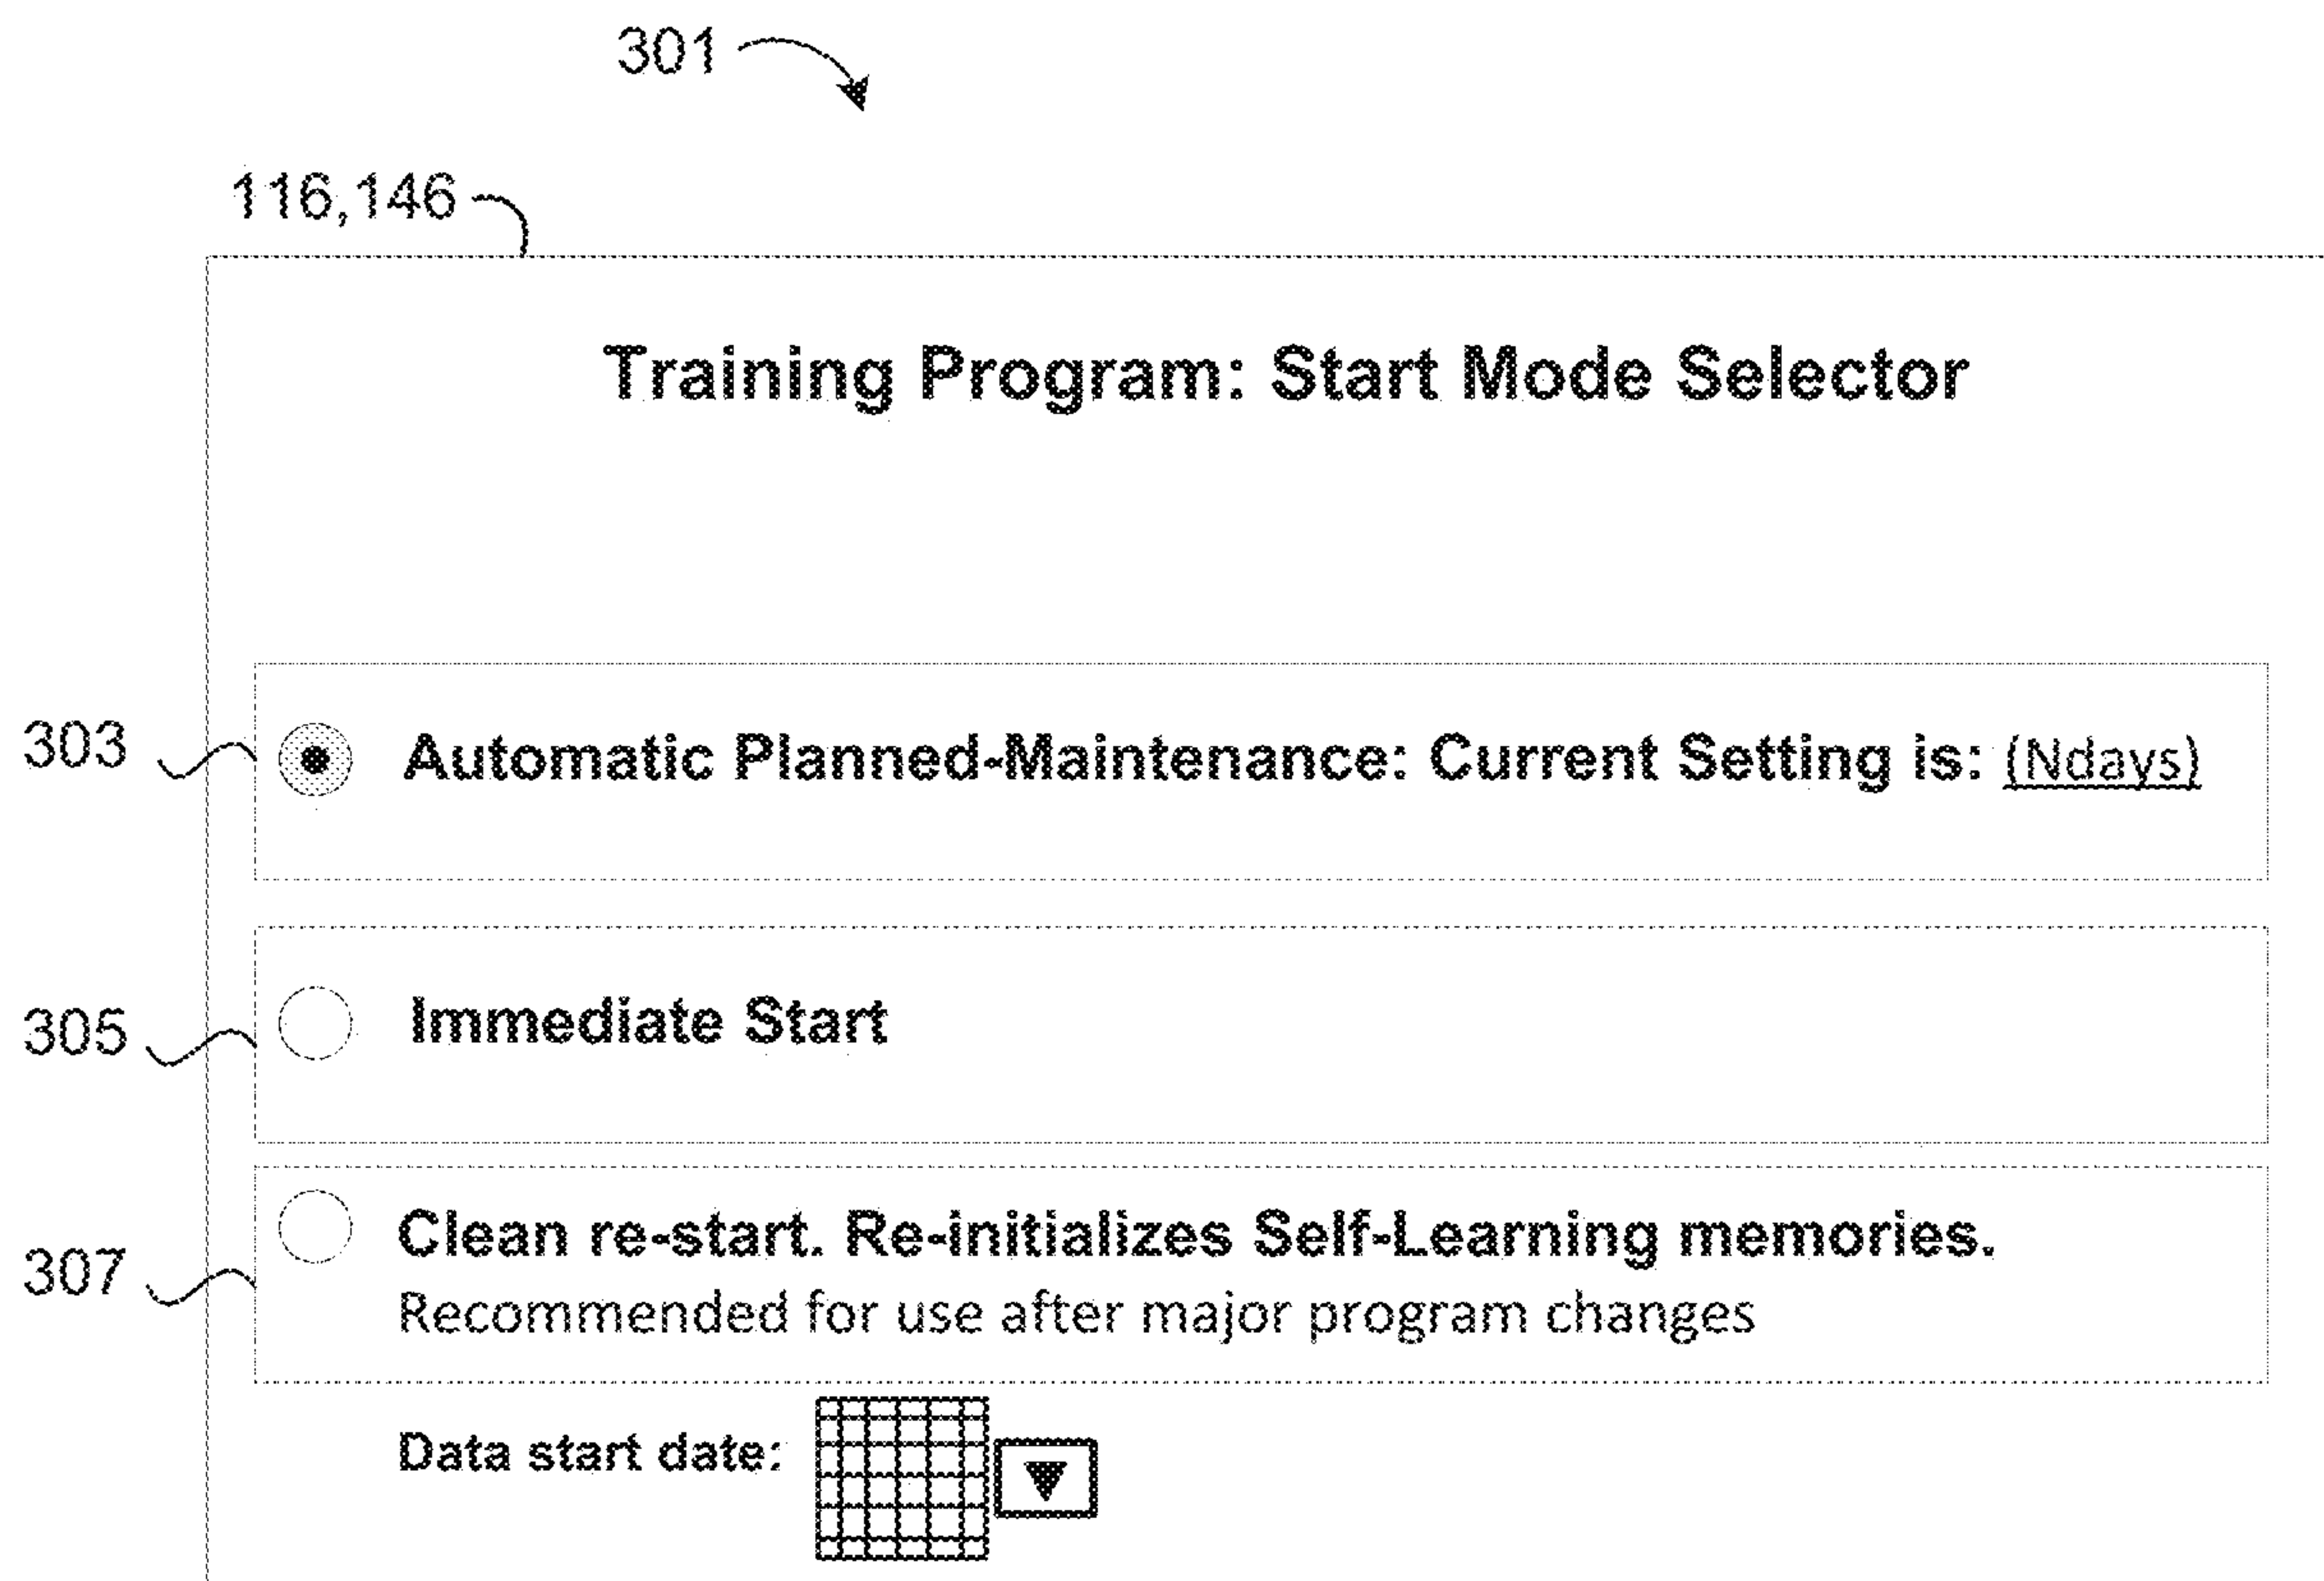 301
116,146
Training Program: Start Mode Selector
303
Automatic Planned-Maintenance: Current Setting is: (Ndays)
305
Immediate Start
307
Clean re-start. Re-initializes Self-Learning memories.
Recommended for use after major program changes
Data start date: